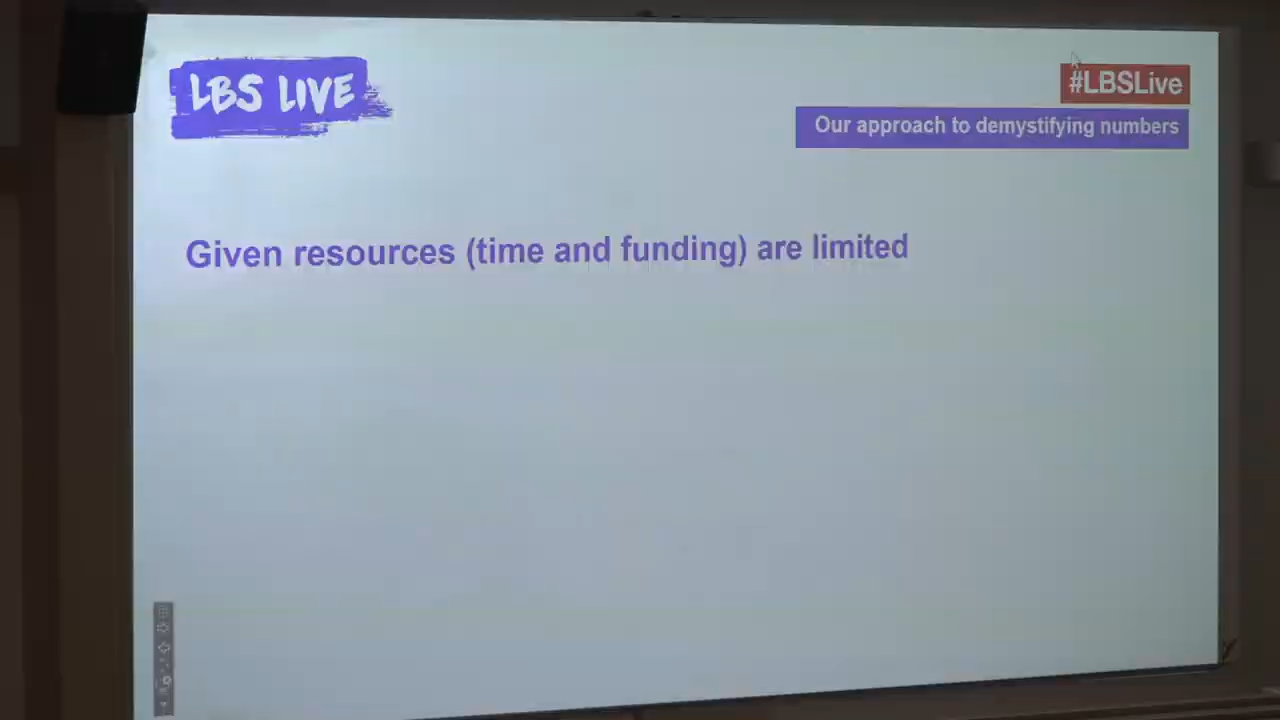 LBS LIVE
#LBSLive
Our approach to demystifying numbers
Given resources (time and funding) are limited